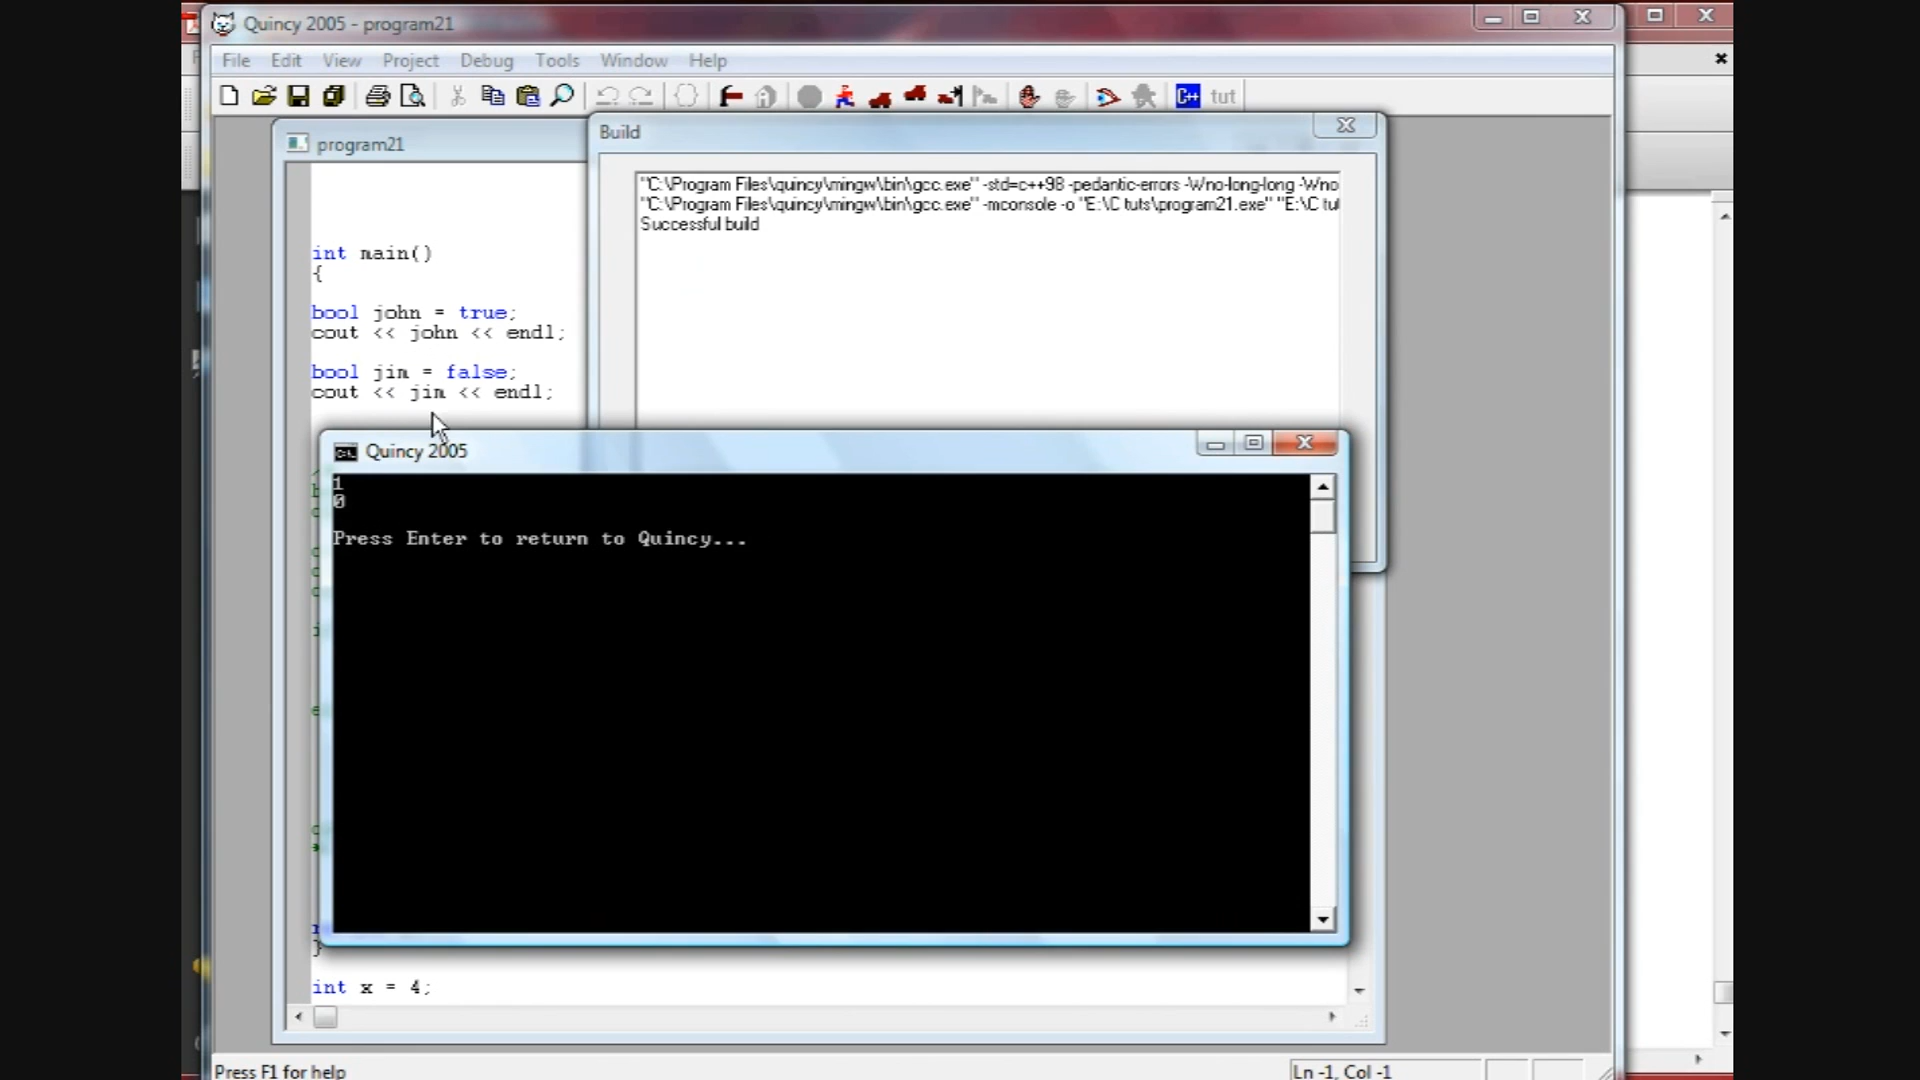 Quincy 2005 - program21
File Edit View Project Debug Tools Window Help
C++ tut
program21
int main()
{
bool john = true;
cout << john << endl;
bool jim = false;
cout << jim << endl;
}
int x = 4;
Build
"C:\Program Files\quincy\mingw\bin\gcc.exe" -std=c++98 -pedantic-errors -Wno-long-long -Wno
"C:\Program Files\quincy\mingw\bin\gcc.exe" -mconsole -o "E:\C tuts\program21.exe" "E:\C tut
Successful build
Quincy 2005
1
0
Press Enter to return to Quincy...
Press F1 for help
Ln -1, Col -1